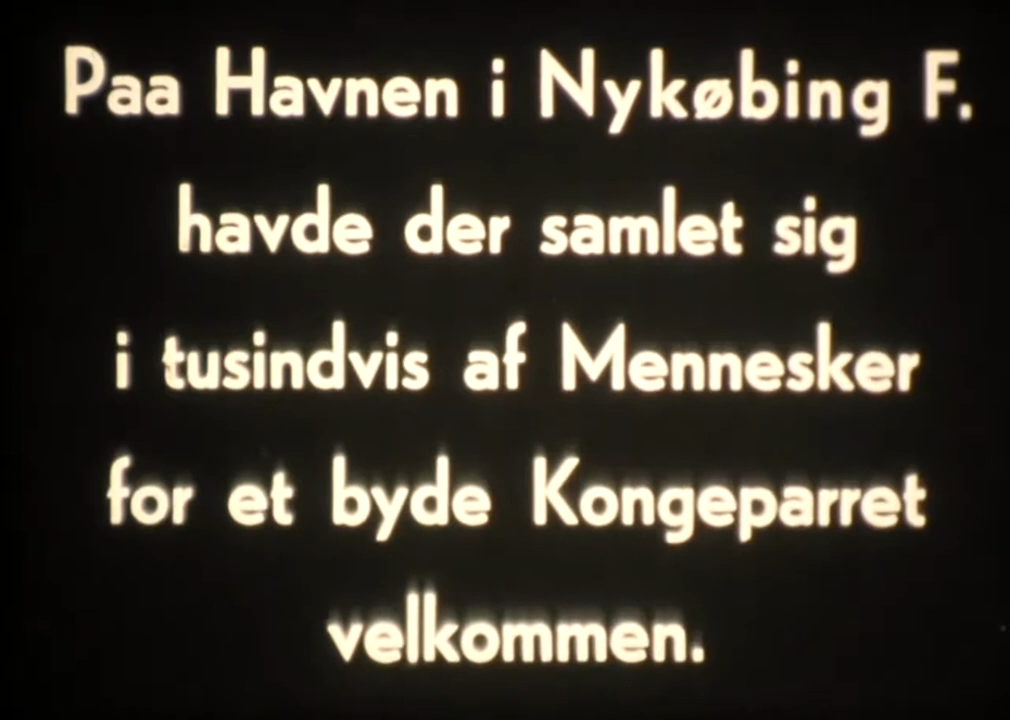 Paa Havnen i Nykøbing F.
havde der samlet sig
i tusindvis af Mennesker
for et byde Kongeparret
velkommen.